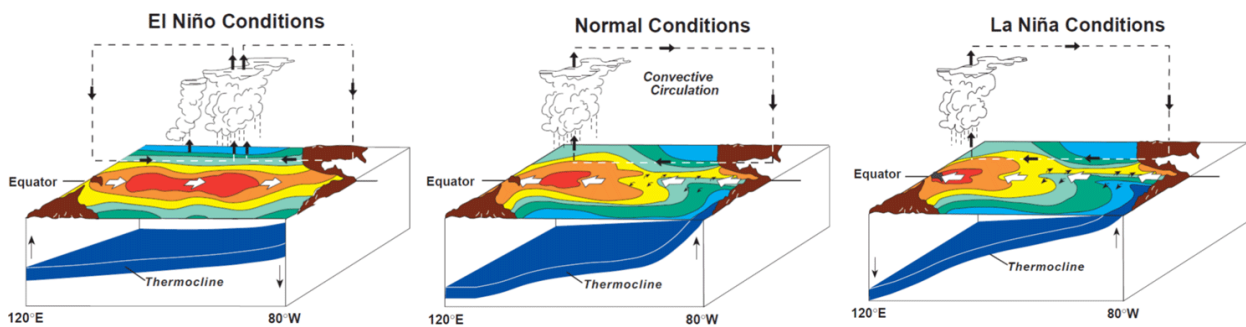 El Niño Conditions
Equator
Thermocline
120°E
80°W
Normal Conditions
Convective
Circulation
Equator
Thermocline
120°E
80°W
La Niña Conditions
Equator
Thermocline
120°E
80°W